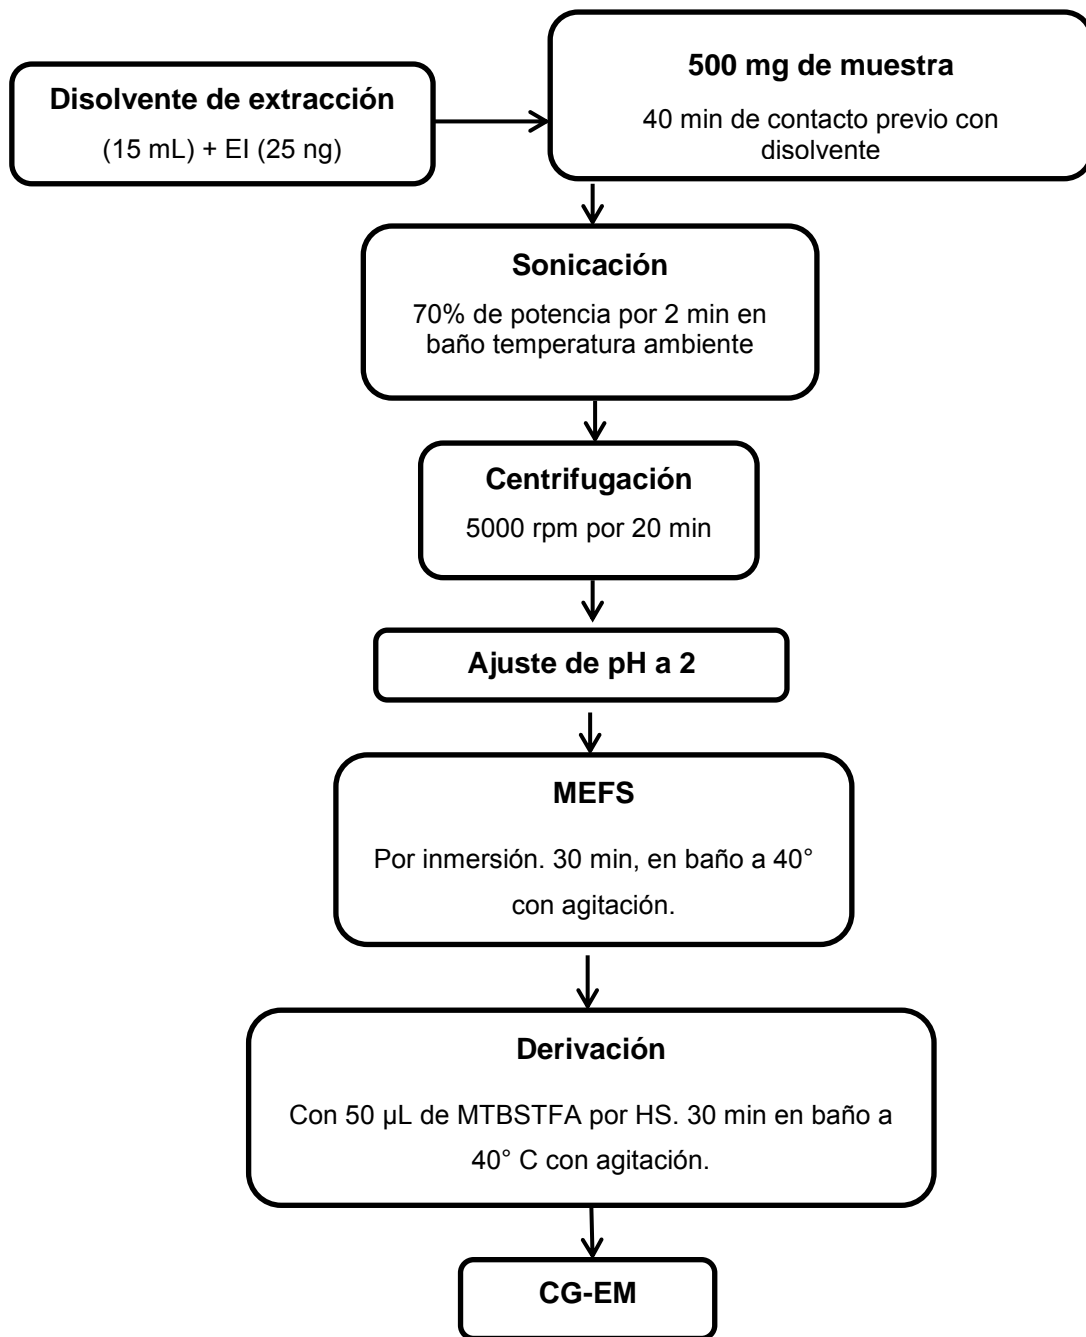 Disolvente de extracción
(15 mL) + EI (25 ng)
500 mg de muestra
40 min de contacto previo con
disolvente
Sonicación
70% de potencia por 2 min en
baño temperatura ambiente
Centrifugación
5000 rpm por 20 min
Ajuste de pH a 2
MEFS
Por inmersión. 30 min, en baño a 40°
con agitación.
Derivación
Con 50 µL de MTBSTFA por HS. 30 min en baño a
40° C con agitación.
CG-EM